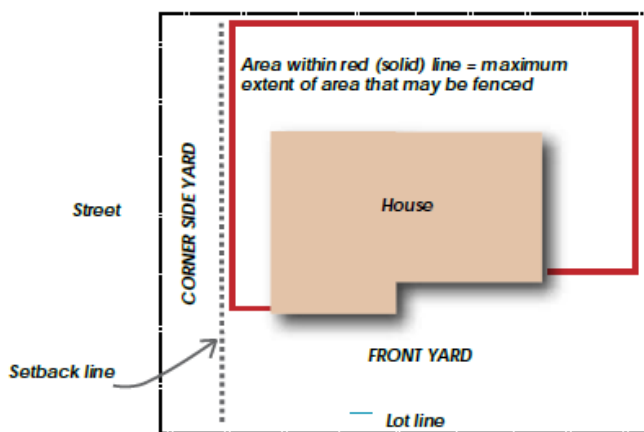 Area within red (solid) line = maximum
extent of area that may be fenced
CORNER SIDE YARD
Street
House
Setback line
FRONT YARD
Lot line